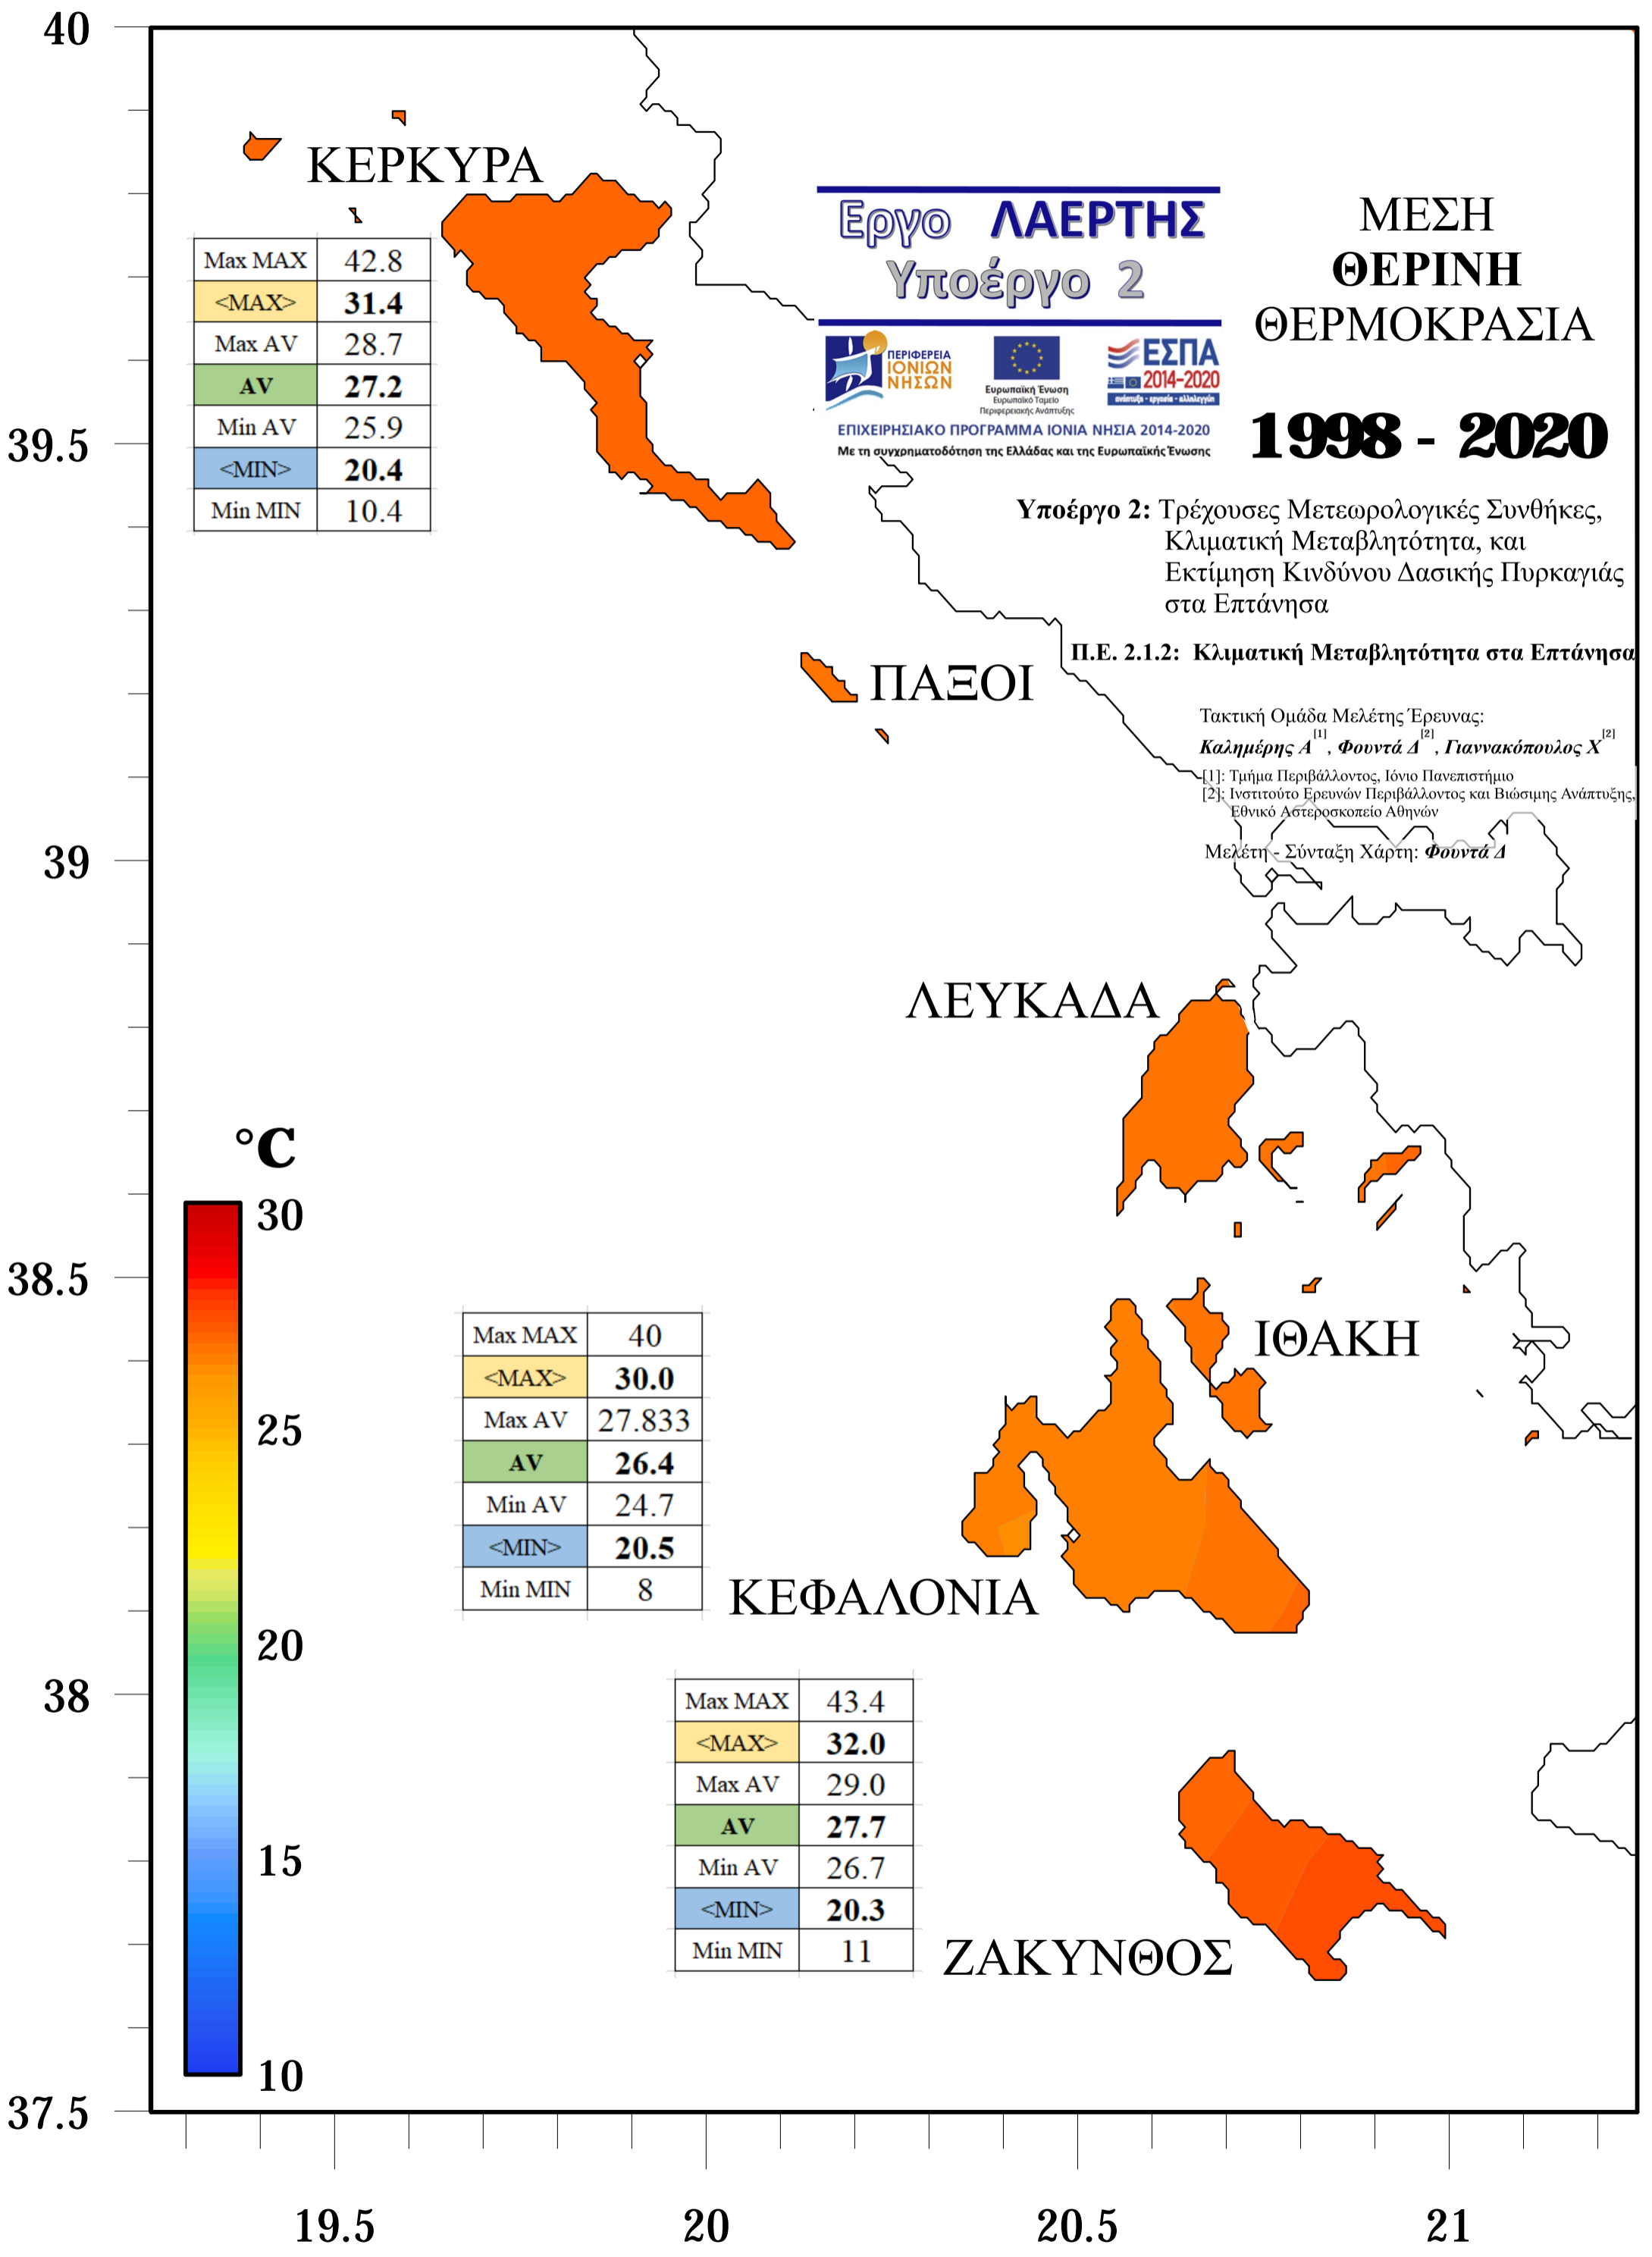 40
39.5
39
38.5
38
37.5
ΚΕΡΚΥΡΑ
Max MAX 42.8
<MAX> 31.4
Max AV 28.7
AV 27.2
Min AV 25.9
<MIN> 20.4
Min MIN 10.4
Εργο ΛΑΕΡΤΗΣ
Υποέργο 2
ΠΕΡΙΦΕΡΕΙΑ
ΙΟΝΙΩΝ
ΝΗΣΩΝ
Ευρωπαϊκή Ένωση
Ευρωπαϊκό Ταμείο
Περιφερειακής Ανάπτυξης
ΕΣΠΑ
2014-2020
ανάπτυξη - εργασία - αλληλεγγύη
ΕΠΙΧΕΙΡΗΣΙΑΚΟ ΠΡΟΓΡΑΜΜΑ ΙΟΝΙΑ ΝΗΣΙΑ 2014-2020
Με τη συγχρηματοδότηση της Ελλάδας και της Ευρωπαϊκής Ένωσης
ΜΕΣΗ
ΘΕΡΙΝΗ
ΘΕΡΜΟΚΡΑΣΙΑ
1998 - 2020
Υποέργο 2: Τρέχουσες Μετεωρολογικές Συνθήκες,
Κλιματική Μεταβλητότητα, και
Εκτίμηση Κινδύνου Δασικής Πυρκαγιάς
στα Επτάνησα
Π.Ε. 2.1.2: Κλιματική Μεταβλητότητα στα Επτάνησα
Τακτική Ομάδα Μελέτης Έρευνας:
Καλημέρης Α[1], Φουντά Δ[2], Γιαννακόπουλος Χ[2]
[1]: Τμήμα Περιβάλλοντος, Ιόνιο Πανεπιστήμιο
[2]: Ινστιτούτο Ερευνών Περιβάλλοντος και Βιώσιμης Ανάπτυξης,
Εθνικό Αστεροσκοπείο Αθηνών
Μελέτη - Σύνταξη Χάρτη: Φουντά Δ
ΠΑΞΟΙ
ΛΕΥΚΑΔΑ
°C
30
25
20
15
10
ΙΘΑΚΗ
Max MAX 40
<MAX> 30.0
Max AV 27.833
AV 26.4
Min AV 24.7
<MIN> 20.5
Min MIN 8
ΚΕΦΑΛΟΝΙΑ
Max MAX 43.4
<MAX> 32.0
Max AV 29.0
AV 27.7
Min AV 26.7
<MIN> 20.3
Min MIN 11
ΖΑΚΥΝΘΟΣ
19.5 20 20.5 21